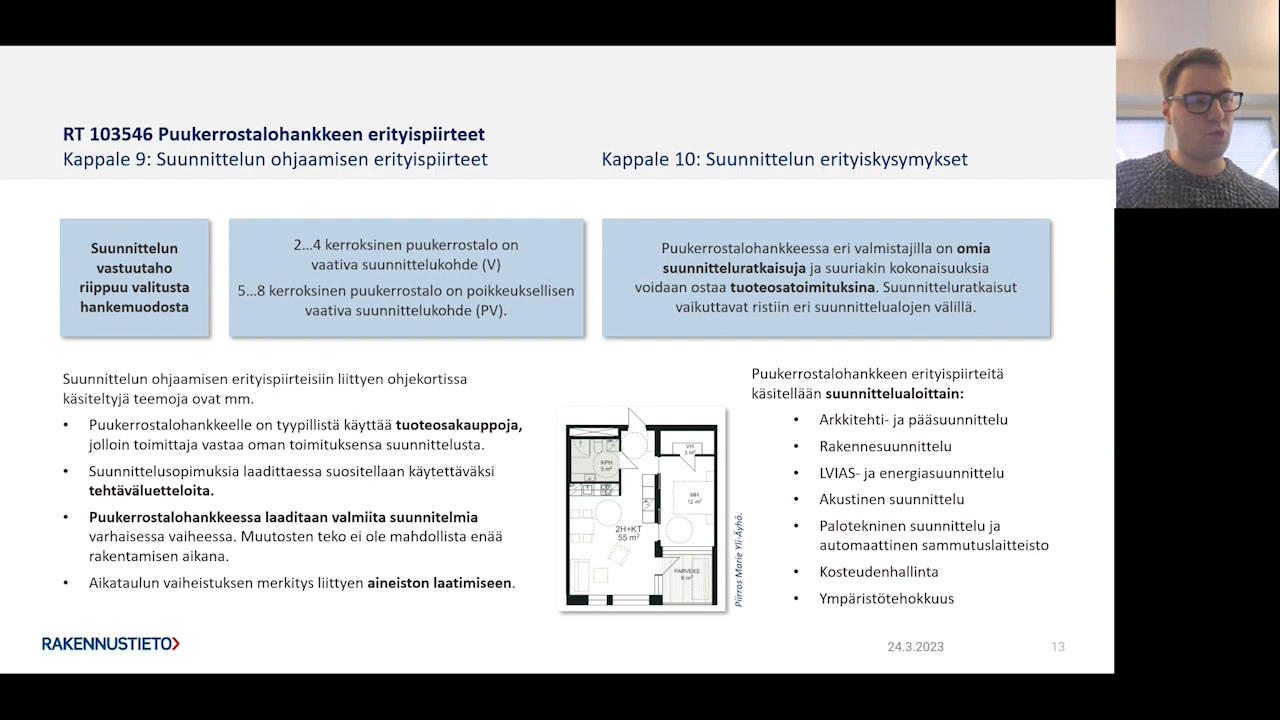 RT 103546 Puukerrostalohankkeen erityispiirteet
Kappale 9: Suunnittelun ohjaamisen erityispiirteet
Kappale 10: Suunnittelun erityiskysymykset
Suunnittelun
vastuutaho
riippuu valitusta
hankemuodosta
2…4 kerroksinen puukerrostalo on
vaativa suunnittelukohde (V)
5…8 kerroksinen puukerrostalo on poikkeuksellisen
vaativa suunnittelukohde (PV).
Puukerrostalohankkeessa eri valmistajilla on omia
suunnitteluratkaisuja ja suuriakin kokonaisuuksia
voidaan ostaa tuoteosatoimituksina. Suunnitteluratkaisut
vaikuttavat ristiin eri suunnittelualojen välillä.
Suunnittelun ohjaamisen erityispiirteisiin liittyen ohjekortissa
käsiteltyjä teemoja ovat mm.
• Puukerrostalohankkeelle on tyypillistä käyttää tuoteosakauppoja,
jolloin toimittaja vastaa oman toimituksensa suunnittelusta.
• Suunnittelusopimuksia laadittaessa suositellaan käytettäväksi
tehtäväluetteloita.
• Puukerrostalohankkeessa laaditaan valmiita suunnitelmia
varhaisessa vaiheessa. Muutosten teko ei ole mahdollista enää
rakentamisen aikana.
• Aikataulun vaiheistuksen merkitys liittyen aineiston laatimiseen.
KPH
5 m²
VH
3 m²
MH
12 m²
2H+KT
55 m²
PARVEKE
6 m²
Piirros Marie Yli-Äyhö.
Puukerrostalohankkeen erityispiirteitä
käsitellään suunnittelualoittain:
• Arkkitehti- ja pääsuunnittelu
• Rakennesuunnittelu
• LVIAS- ja energiasuunnittelu
• Akustinen suunnittelu
• Palotekninen suunnittelu ja
automaattinen sammutuslaitteisto
• Kosteudenhallinta
• Ympäristötehokkuus
RAKENNUSTIETO
24.3.2023
13